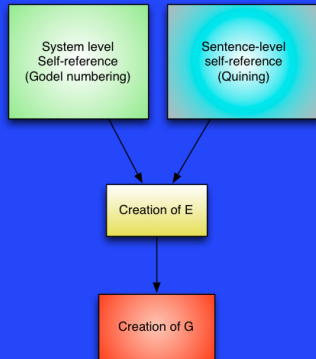 System level
Self-reference
(Godel numbering)
Sentence-level
self-reference
(Quining)
Creation of E
Creation of G